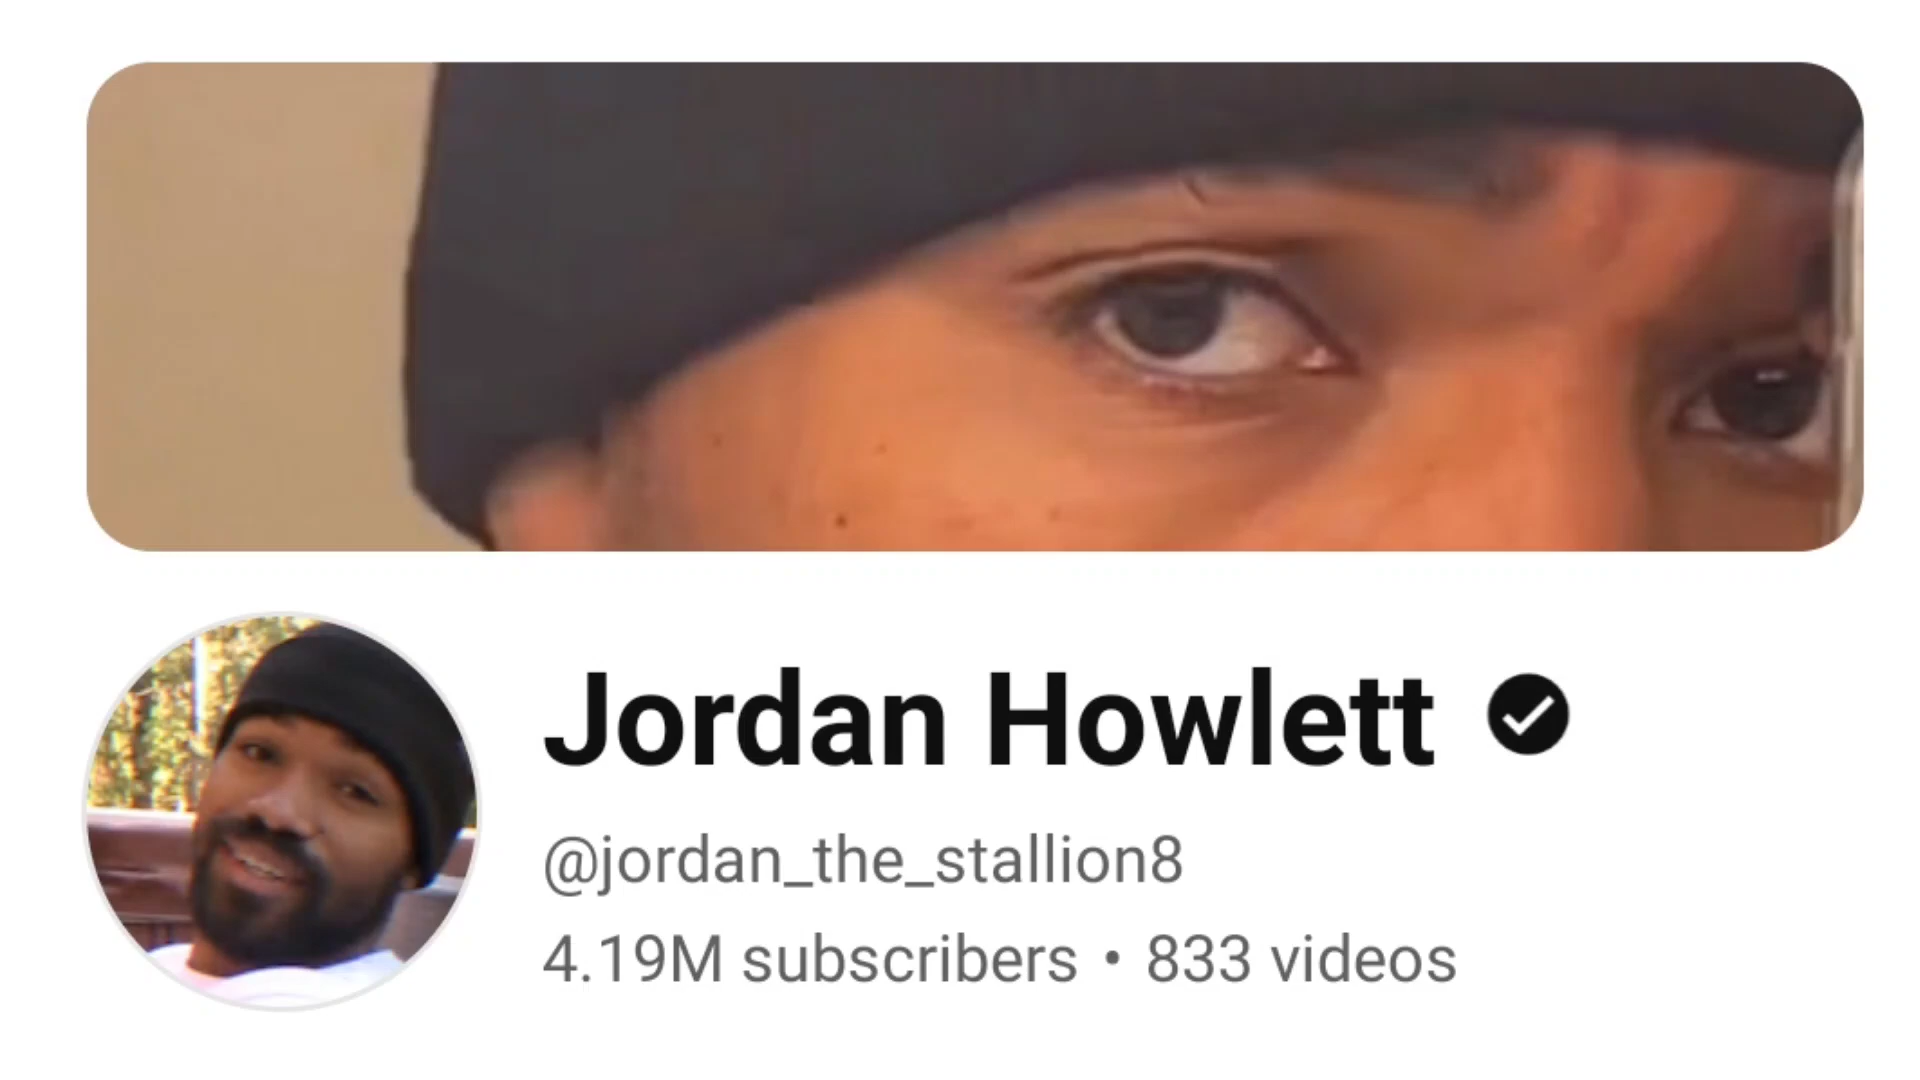 Jordan Howlett
@jordan_the_stallion8
4.19M subscribers • 833 videos